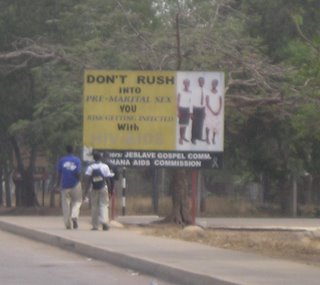 DON'T RUSH
INTO
PRE-MARITAL SEX
YOU
RISK GETTING INFECTED
With
JESLAVE GOSPEL COMM.
GHANA AIDS COMMISSION